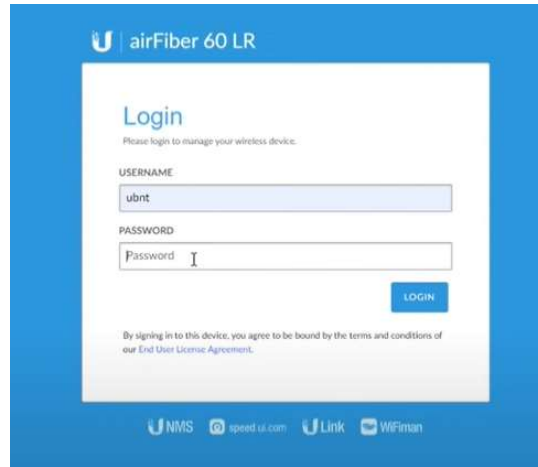 airFiber 60 LR
Login
Please login to manage your wireless device.
USERNAME
ubnt
PASSWORD
Password
LOGIN
By signing in to this device, you agree to be bound by the terms and conditions of
our End User License Agreement.
UNMS speed.ui.com U Link WiFiman